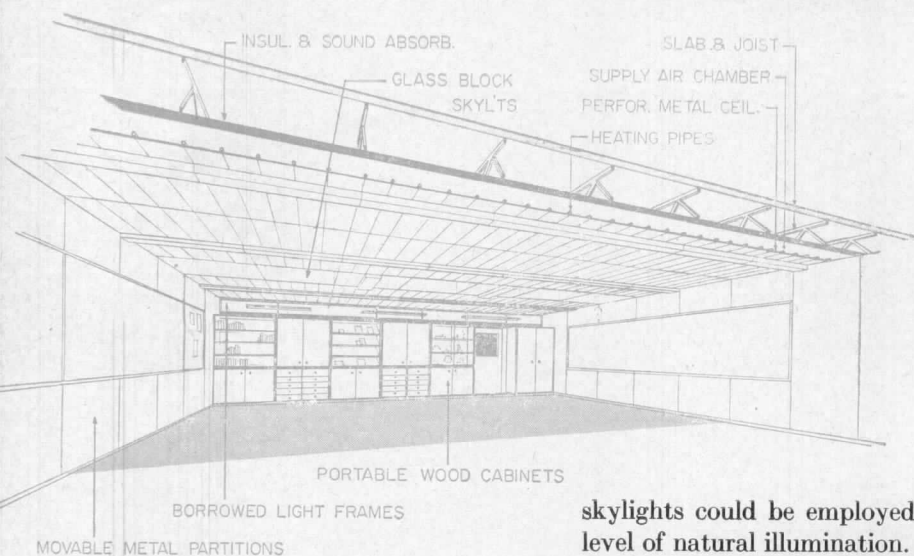 INSUL. & SOUND ABSORB.
GLASS BLOCK
SKYL'TS
SLAB & JOIST
SUPPLY AIR CHAMBER
PERFOR. METAL CEIL.
HEATING PIPES
PORTABLE WOOD CABINETS
BORROWED LIGHT FRAMES
MOVABLE METAL PARTITIONS
skylights could be employed
level of natural illumination.